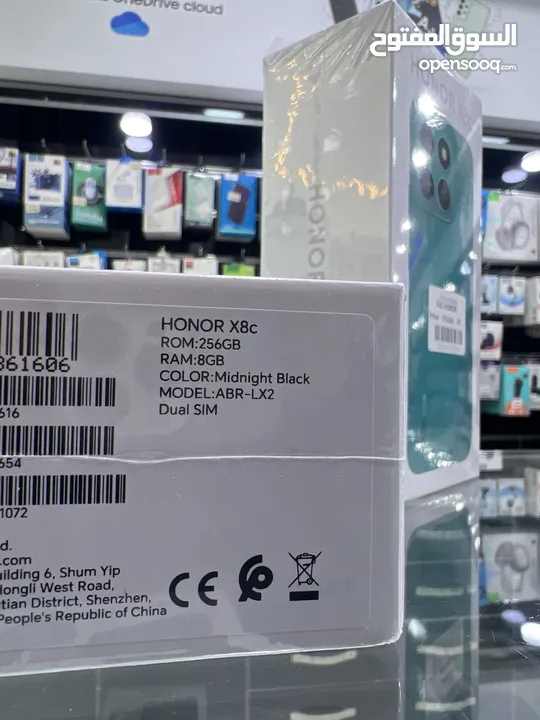 OneDrive cloud
السوق المفتوح
opensooq.com
HONOR
HONOR X8c
ROM:256GB
RAM:8GB
COLOR:Midnight Black
MODEL:ABR-LX2
Dual SIM
861606
616
654
1072
d.
.com
uilding 6, Shum Yip
Hongli West Road,
tian District, Shenzhen,
People's Republic of China
CE